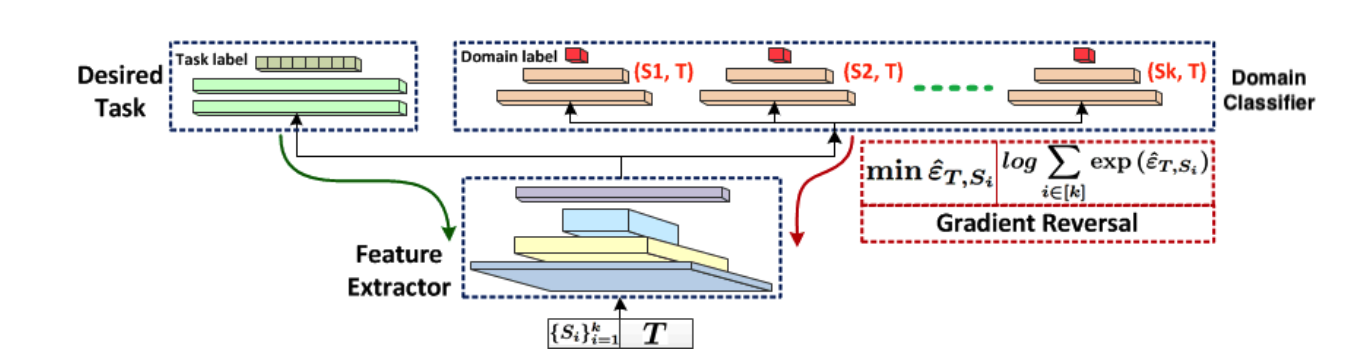 Desired
Task
Task label
Domain label
(S1, T)
(S2, T)
(Sk, T)
Domain
Classifier
$\min \hat{\varepsilon}_{T,S_i}$
$log \sum_{i\in[k]} \exp(\hat{\varepsilon}_{T,S_i})$
Gradient Reversal
Feature
Extractor
$\{S_i\}_{i=1}^{k}$
$T$